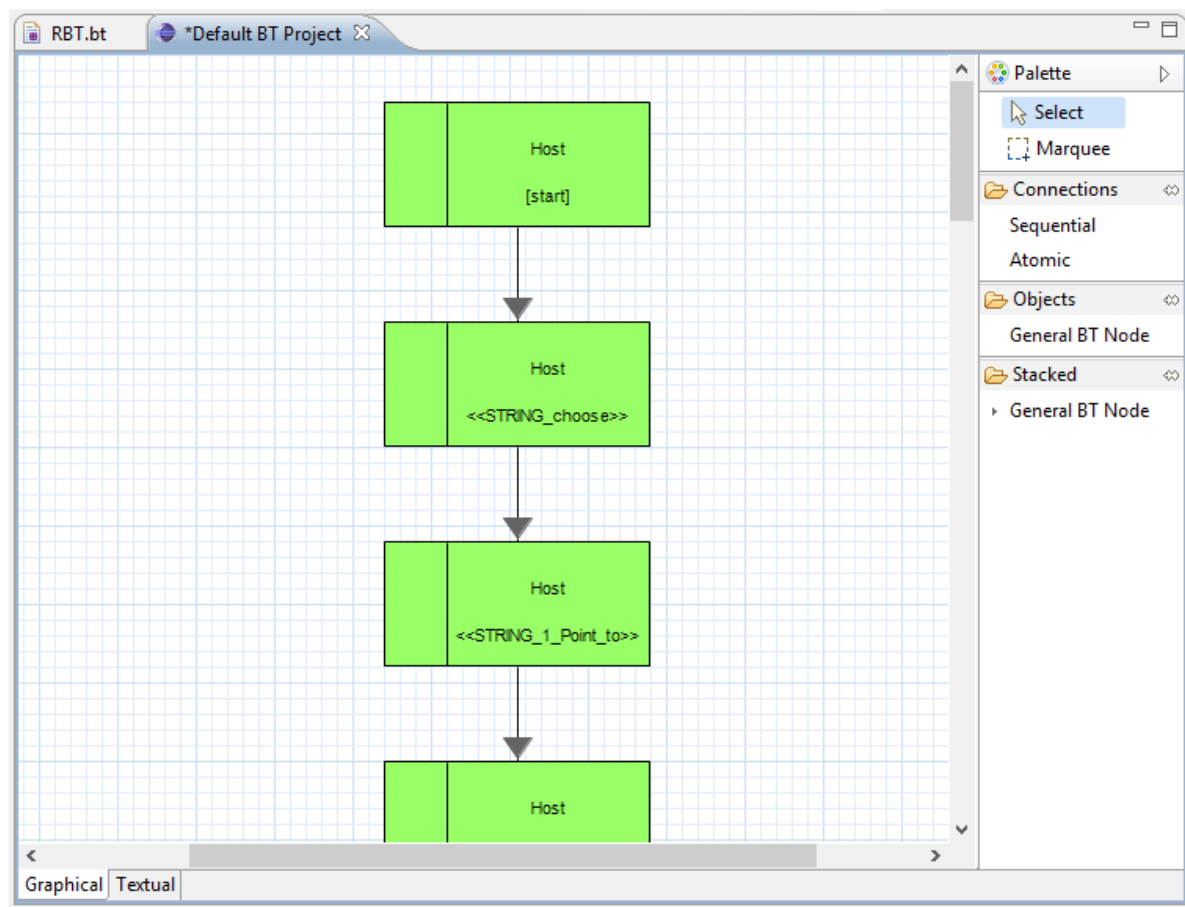 RBT.bt
*Default BT Project
Palette
Select
Marquee
Connections
Sequential
Atomic
Objects
General BT Node
Stacked
General BT Node
Host
[start]
Host
<<STRING_choose>>
Host
<<STRING_1_Point_to>>
Host
Graphical
Textual